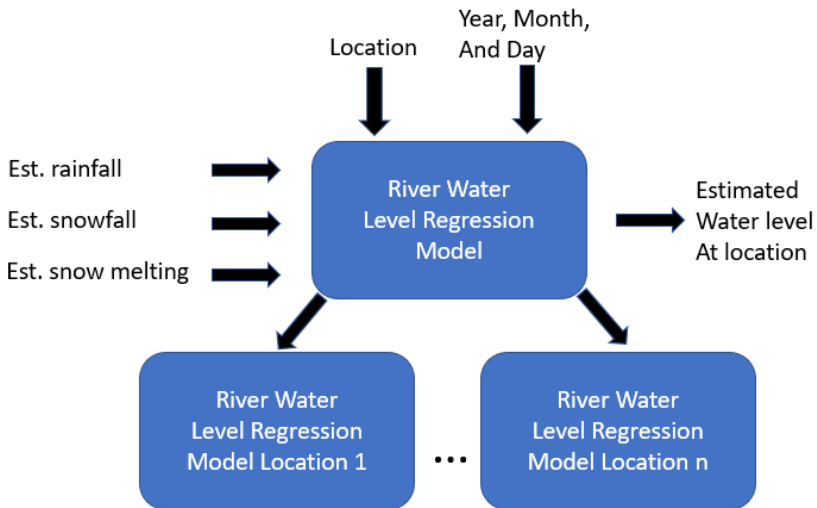 Location
Year, Month,
And Day
Est. rainfall
Est. snowfall
Est. snow melting
River Water
Level Regression
Model
Estimated
Water level
At location
River Water
Level Regression
Model Location 1
...
River Water
Level Regression
Model Location n